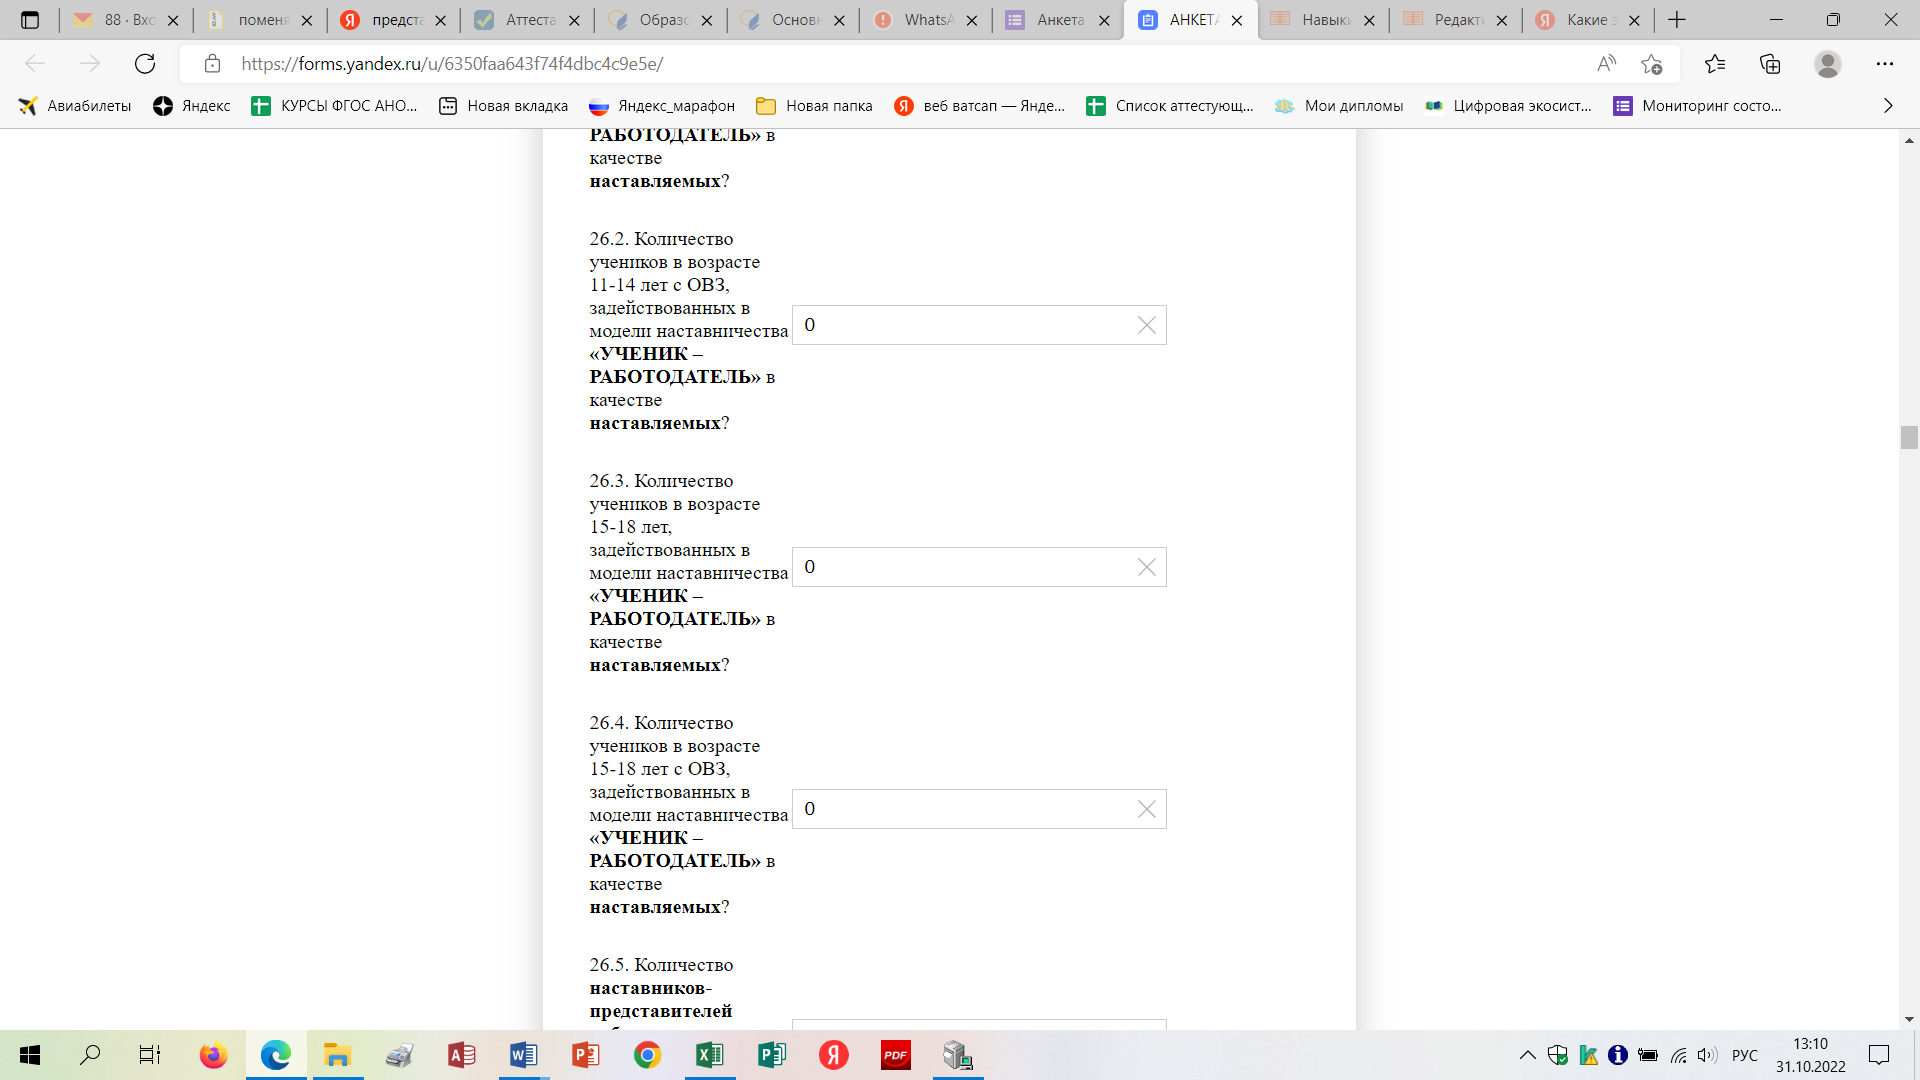 88 · Вхо
поменя
предста
Аттеста
Образо
Основн
WhatsA
Анкета
АНКЕТА
Навыки
Редакти
Какие з
https://forms.yandex.ru/u/6350faa643f74f4dbc4c9e5e/
Авиабилеты
Яндекс
КУРСЫ ФГОС АНО...
Новая вкладка
Яндекс_марафон
Новая папка
веб ватсап — Янде...
Список аттестующ...
Мои дипломы
Цифровая экосист...
Мониторинг состо...
РАБОТОДАТЕЛЬ» в
качестве
наставляемых?
26.2. Количество
учеников в возрасте
11-14 лет с ОВЗ,
задействованных в
модели наставничества
«УЧЕНИК –
РАБОТОДАТЕЛЬ» в
качестве
наставляемых?
0
26.3. Количество
учеников в возрасте
15-18 лет,
задействованных в
модели наставничества
«УЧЕНИК –
РАБОТОДАТЕЛЬ» в
качестве
наставляемых?
0
26.4. Количество
учеников в возрасте
15-18 лет с ОВЗ,
задействованных в
модели наставничества
«УЧЕНИК –
РАБОТОДАТЕЛЬ» в
качестве
наставляемых?
0
26.5. Количество
наставников-
представителей
PDF
РУС
13:10
31.10.2022